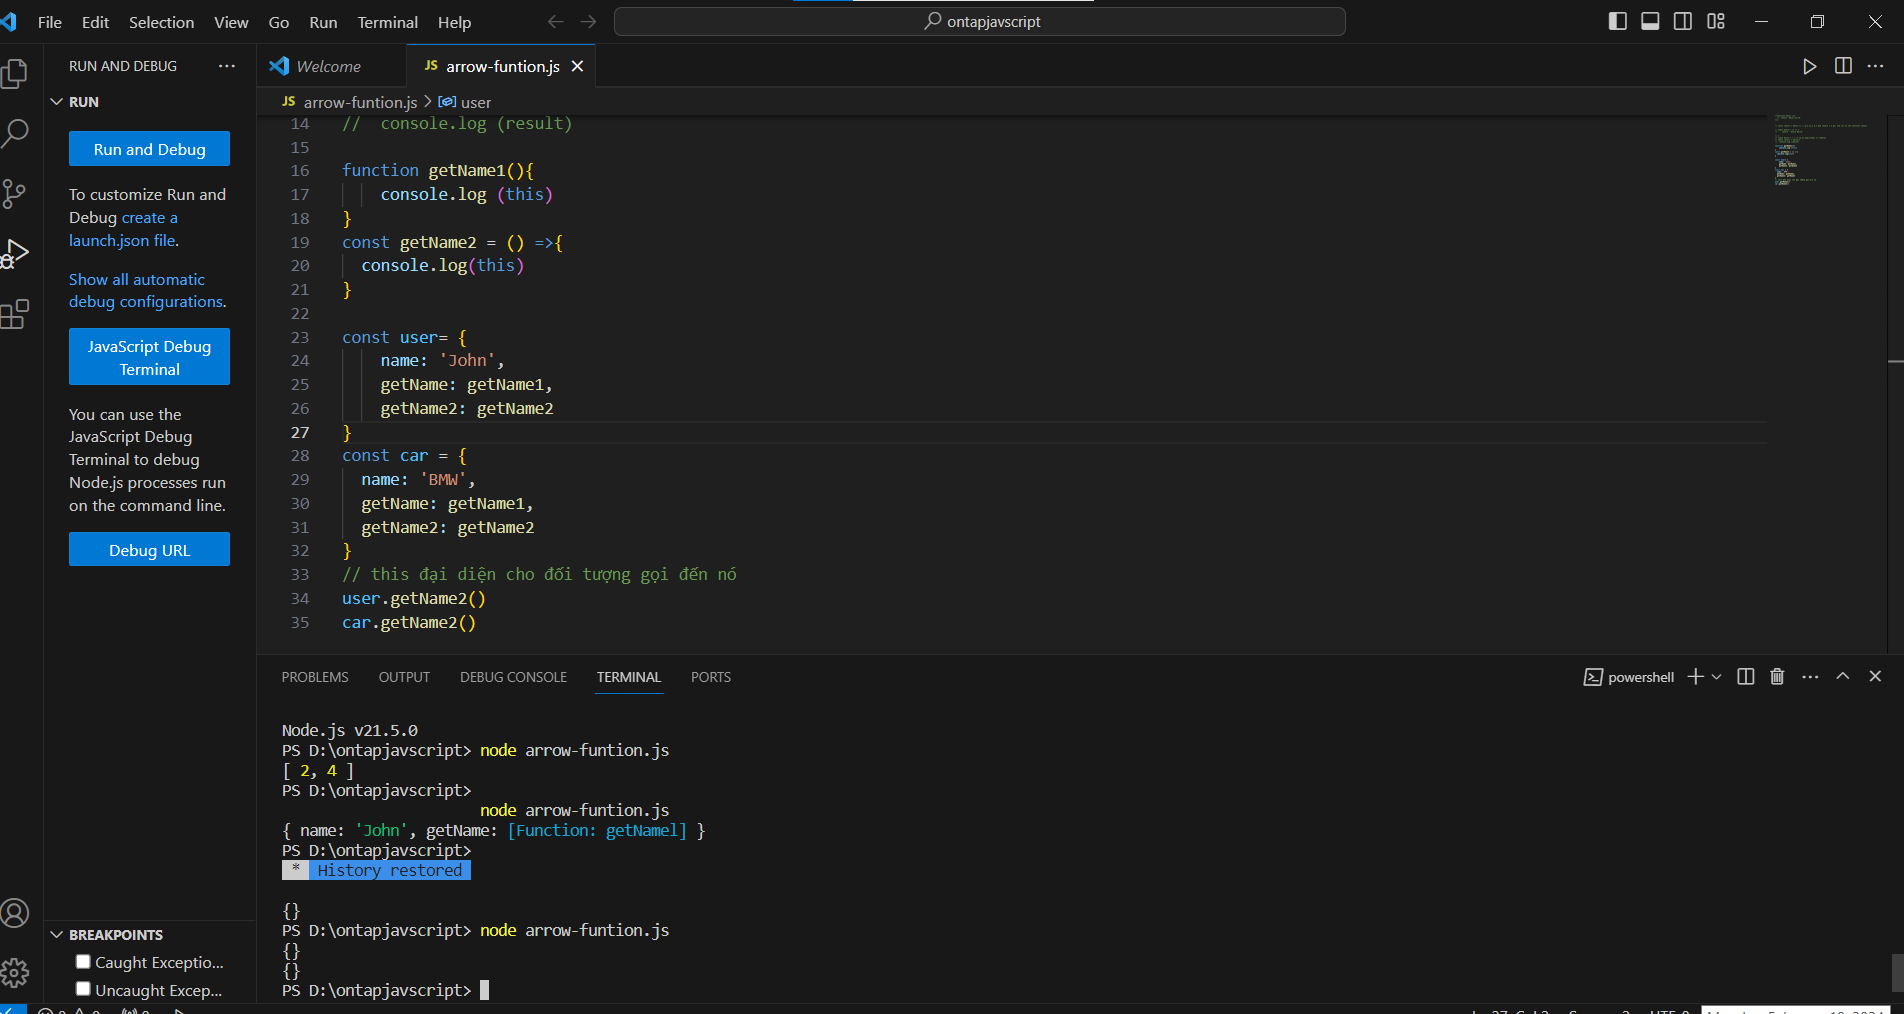 File Edit Selection View Go Run Terminal Help
ontapjavscript
RUN AND DEBUG
Welcome
JS arrow-funtion.js
RUN
JS arrow-funtion.js > user
Run and Debug
To customize Run and
Debug create a
launch.json file.
Show all automatic
debug configurations.
JavaScript Debug
Terminal
You can use the
JavaScript Debug
Terminal to debug
Node.js processes run
on the command line.
Debug URL
BREAKPOINTS
Caught Exceptio...
Uncaught Excep...
14 // console.log (result)
15
16 function getName1(){
17 console.log (this)
18 }
19 const getName2 = () =>{
20 console.log(this)
21 }
22
23 const user= {
24 name: 'John',
25 getName: getName1,
26 getName2: getName2
27 }
28 const car = {
29 name: 'BMW',
30 getName: getName1,
31 getName2: getName2
32 }
33 // this đại diện cho đối tượng gọi đến nó
34 user.getName2()
35 car.getName2()
PROBLEMS OUTPUT DEBUG CONSOLE TERMINAL PORTS
powershell
Node.js v21.5.0
PS D:\ontapjavscript> node arrow-funtion.js
[ 2, 4 ]
PS D:\ontapjavscript>
node arrow-funtion.js
{ name: 'John', getName: [Function: getName1] }
PS D:\ontapjavscript>
* History restored
{}
PS D:\ontapjavscript> node arrow-funtion.js
{}
{}
PS D:\ontapjavscript>